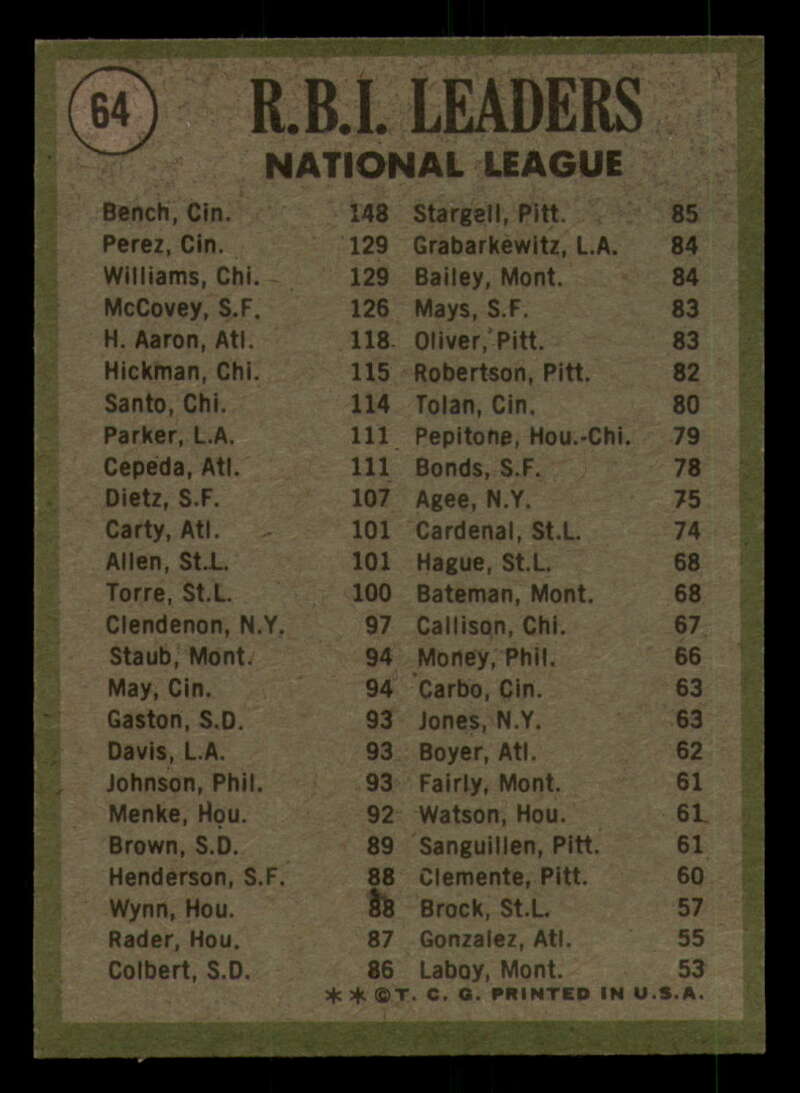 64
R.B.I. LEADERS
NATIONAL LEAGUE
Bench, Cin. 148
Perez, Cin. 129
Williams, Chi. 129
McCovey, S.F. 126
H. Aaron, Atl. 118
Hickman, Chi. 115
Santo, Chi. 114
Parker, L.A. 111
Cepeda, Atl. 111
Dietz, S.F. 107
Carty, Atl. 101
Allen, St.L. 101
Torre, St.L. 100
Clendenon, N.Y. 97
Staub, Mont. 94
May, Cin. 94
Gaston, S.D. 93
Davis, L.A. 93
Johnson, Phil. 93
Menke, Hou. 92
Brown, S.D. 89
Henderson, S.F. 88
Wynn, Hou. 88
Rader, Hou. 87
Colbert, S.D. 86
Stargell, Pitt. 85
Grabarkewitz, L.A. 84
Bailey, Mont. 84
Mays, S.F. 83
Oliver, Pitt. 83
Robertson, Pitt. 82
Tolan, Cin. 80
Pepitone, Hou.-Chi. 79
Bonds, S.F. 78
Agee, N.Y. 75
Cardenal, St.L. 74
Hague, St.L. 68
Bateman, Mont. 68
Callison, Chi. 67
Money, Phil. 66
Carbo, Cin. 63
Jones, N.Y. 63
Boyer, Atl. 62
Fairly, Mont. 61
Watson, Hou. 61
Sanguillen, Pitt. 61
Clemente, Pitt. 60
Brock, St.L. 57
Gonzalez, Atl. 55
Laboy, Mont. 53
* * © T. C. G. PRINTED IN U.S.A.